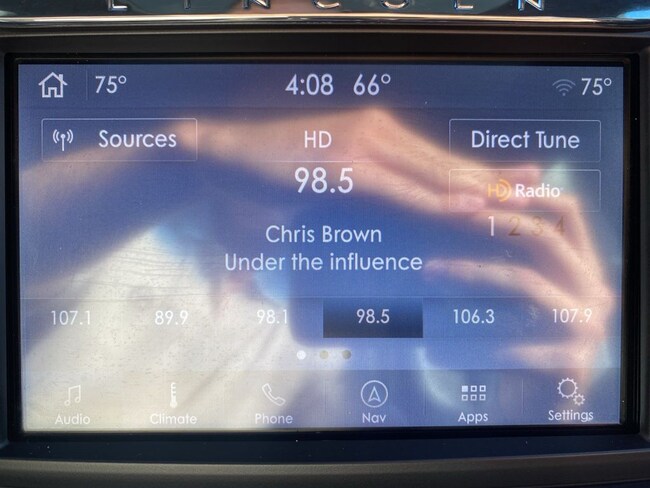 LINCOLN
75° 4:08 66° 75°
Sources HD Direct Tune
98.5 HD Radio
1 2 3 4
Chris Brown
Under the influence
107.1 89.9 98.1 98.5 106.3 107.9
Audio Climate Phone Nav Apps Settings